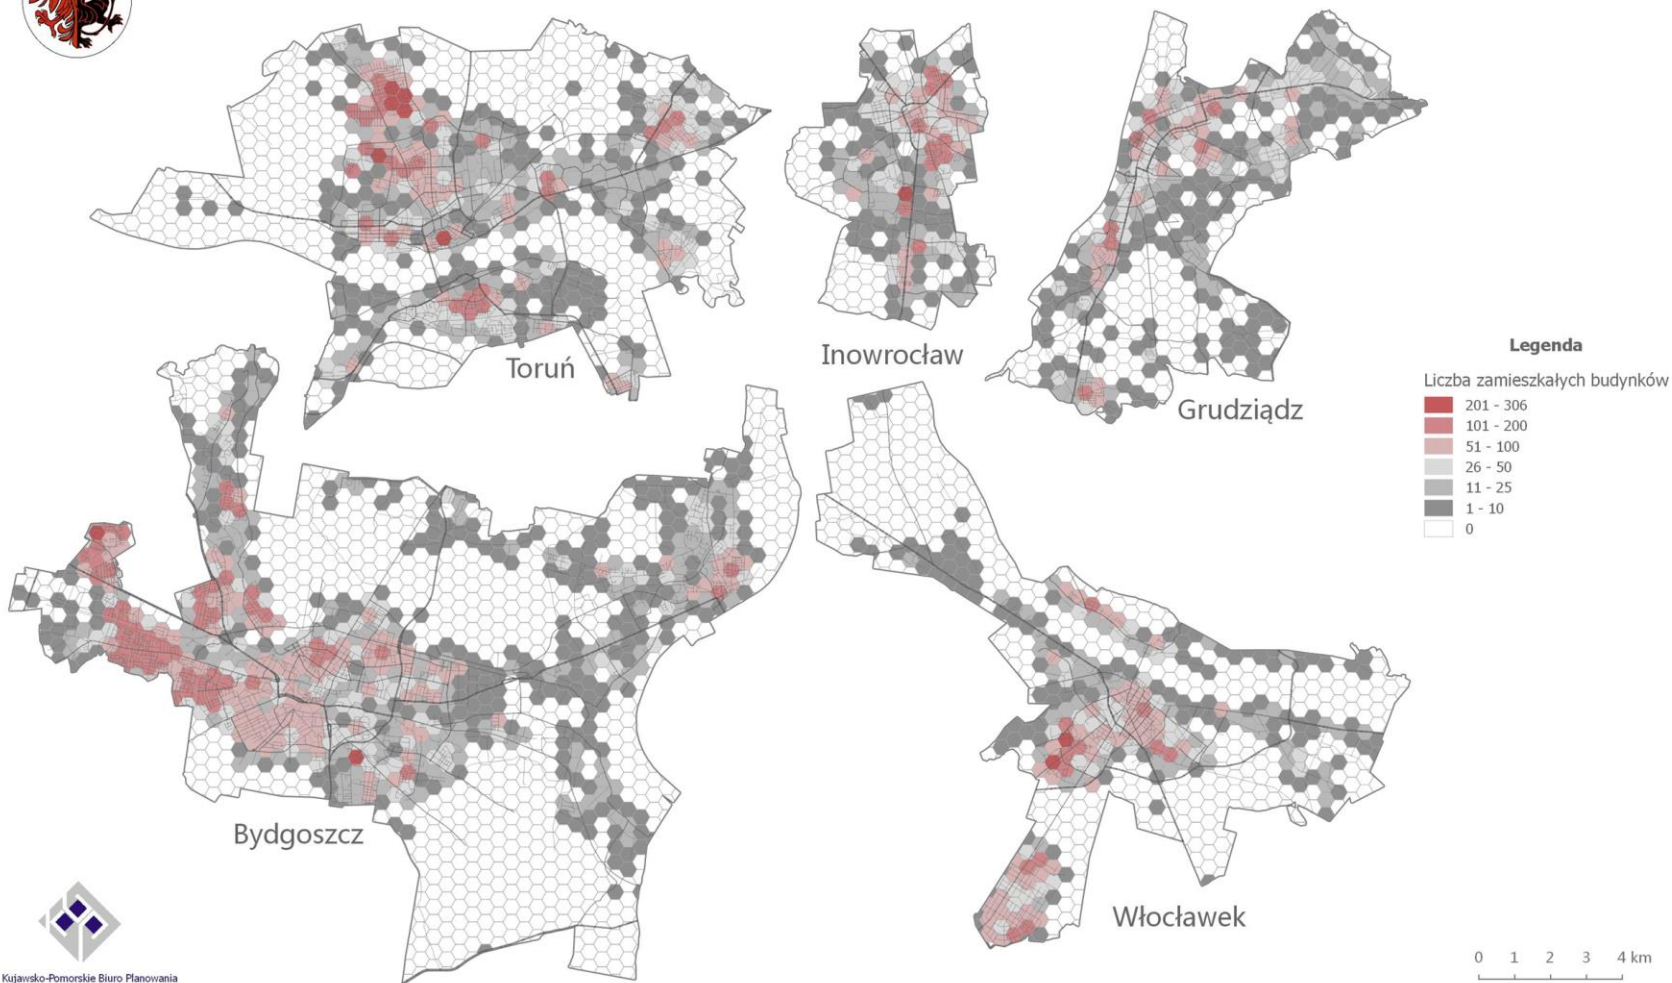 Toruń
Inowrocław
Grudziądz
Bydgoszcz
Włocławek
Legenda
Liczba zamieszkałych budynków
201 - 306
101 - 200
51 - 100
26 - 50
11 - 25
1 - 10
0
Kujawsko-Pomorskie Biuro Planowania
0 1 2 3 4 km